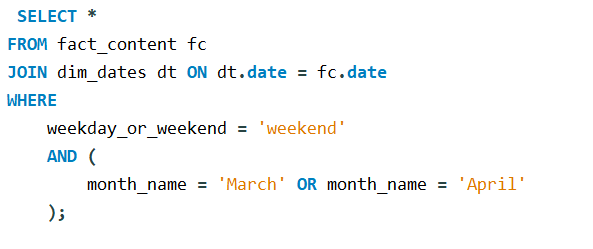 SELECT *
FROM fact_content fc
JOIN dim_dates dt ON dt.date = fc.date
WHERE
    weekday_or_weekend = 'weekend'
    AND (
        month_name = 'March' OR month_name = 'April'
    );